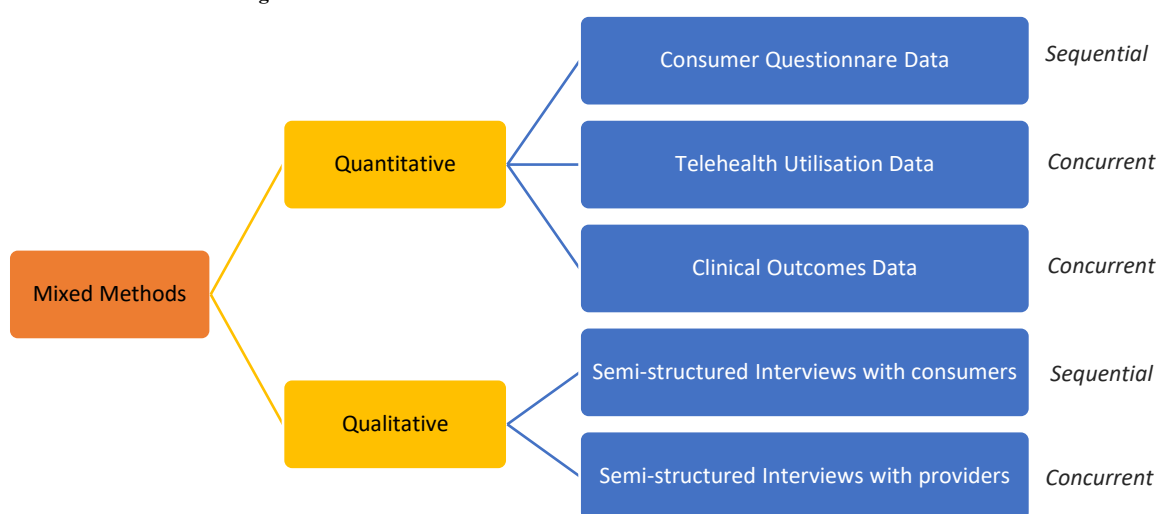 Consumer Questionnare Data
Sequential
Quantitative
Telehealth Utilisation Data
Concurrent
Clinical Outcomes Data
Concurrent
Mixed Methods
Semi-structured Interviews with consumers
Sequential
Qualitative
Semi-structured Interviews with providers
Concurrent